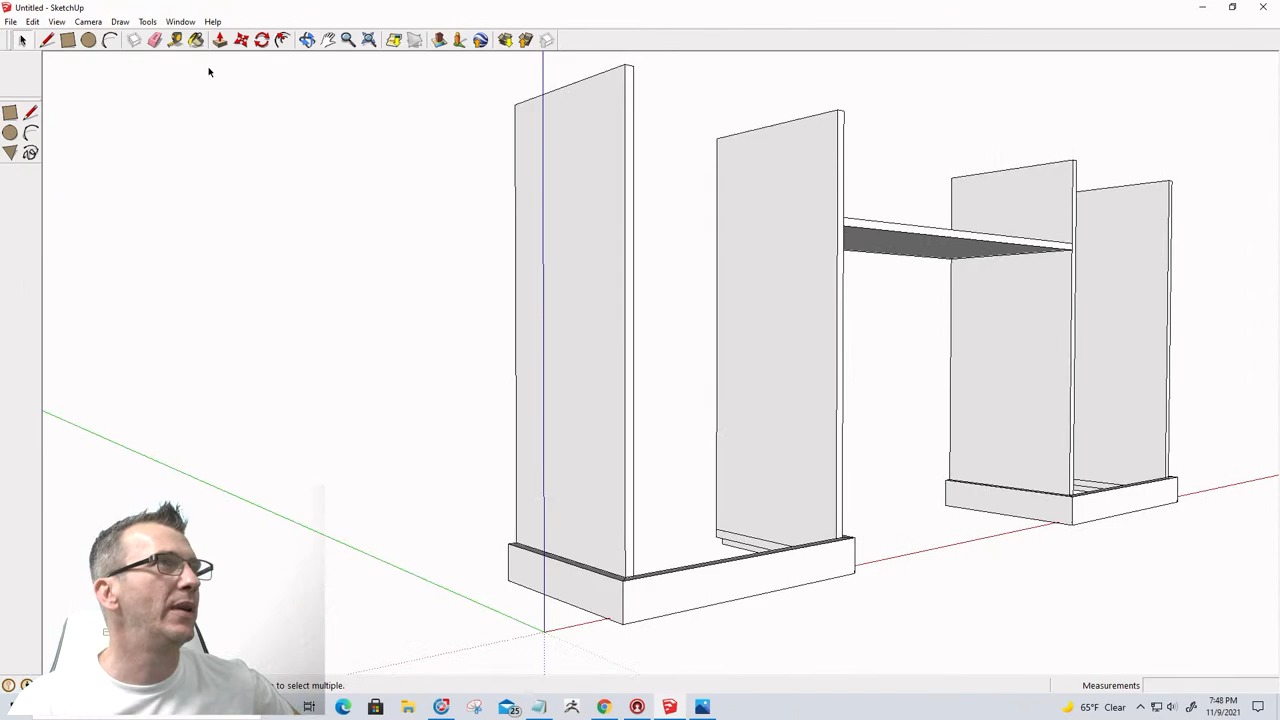 Untitled - SketchUp
File Edit View Camera Draw Tools Window Help
to select multiple.
Measurements
25
65°F Clear
7:48 PM
11/9/2021